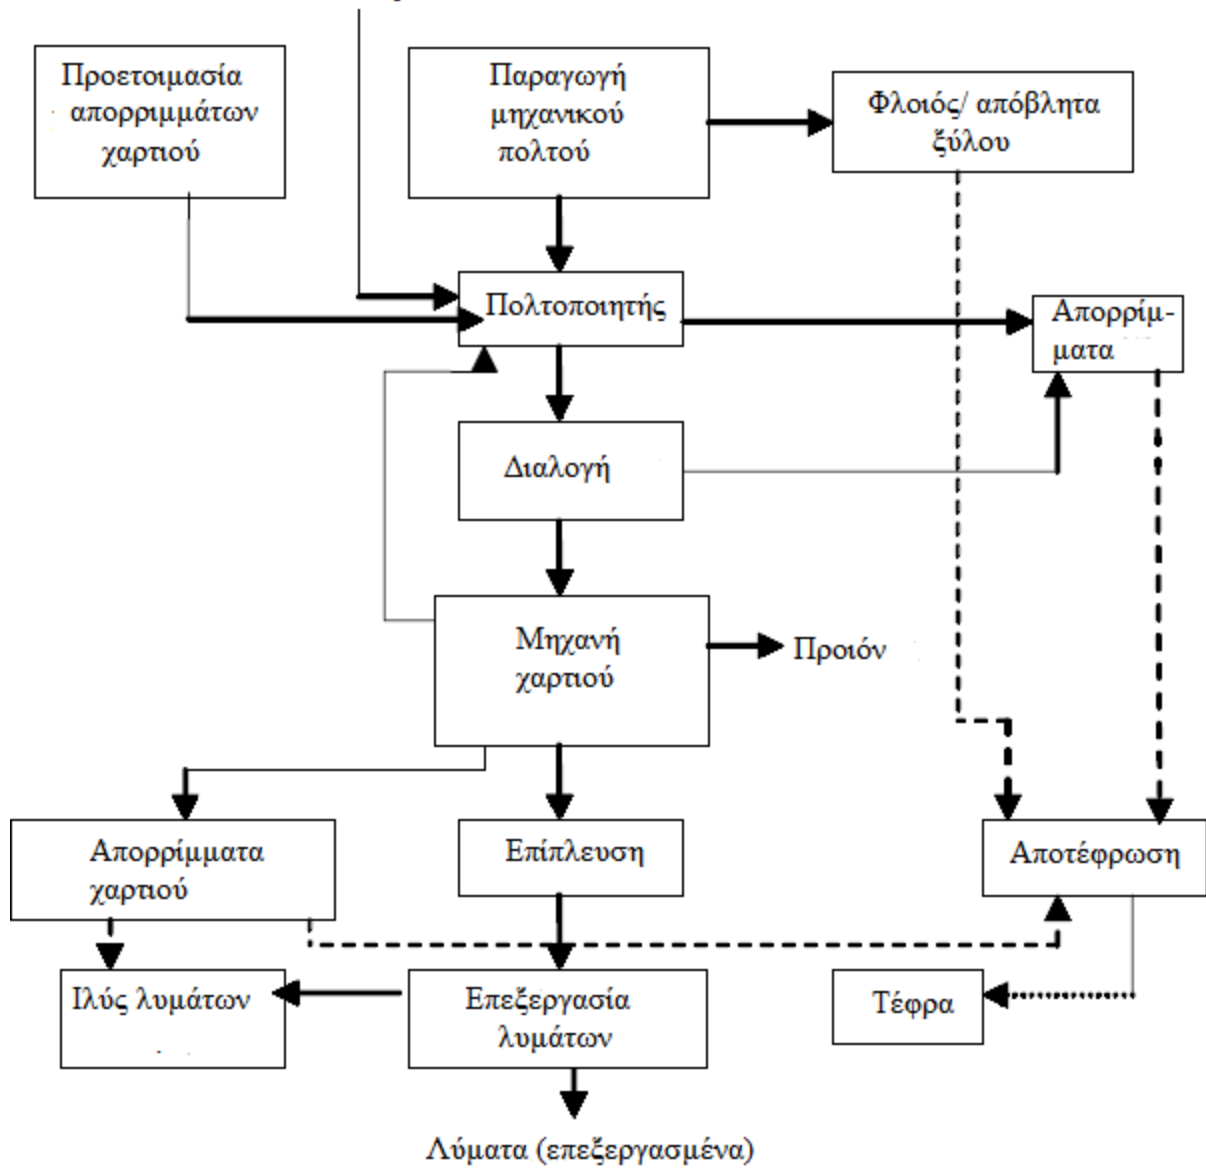 Προετοιμασία
απορριμμάτων
χαρτιού
Παραγωγή
μηχανικού
πολτού
Φλοιός/ απόβλητα
ξύλου
Πολτοποιητής
Απορρίμ-
ματα
Διαλογή
Μηχανή
χαρτιού
Προιόν
Απορρίμματα
χαρτιού
Επίπλευση
Αποτέφρωση
Ιλύς λυμάτων
Επεξεργασία
λυμάτων
Τέφρα
Λύματα (επεξεργασμένα)